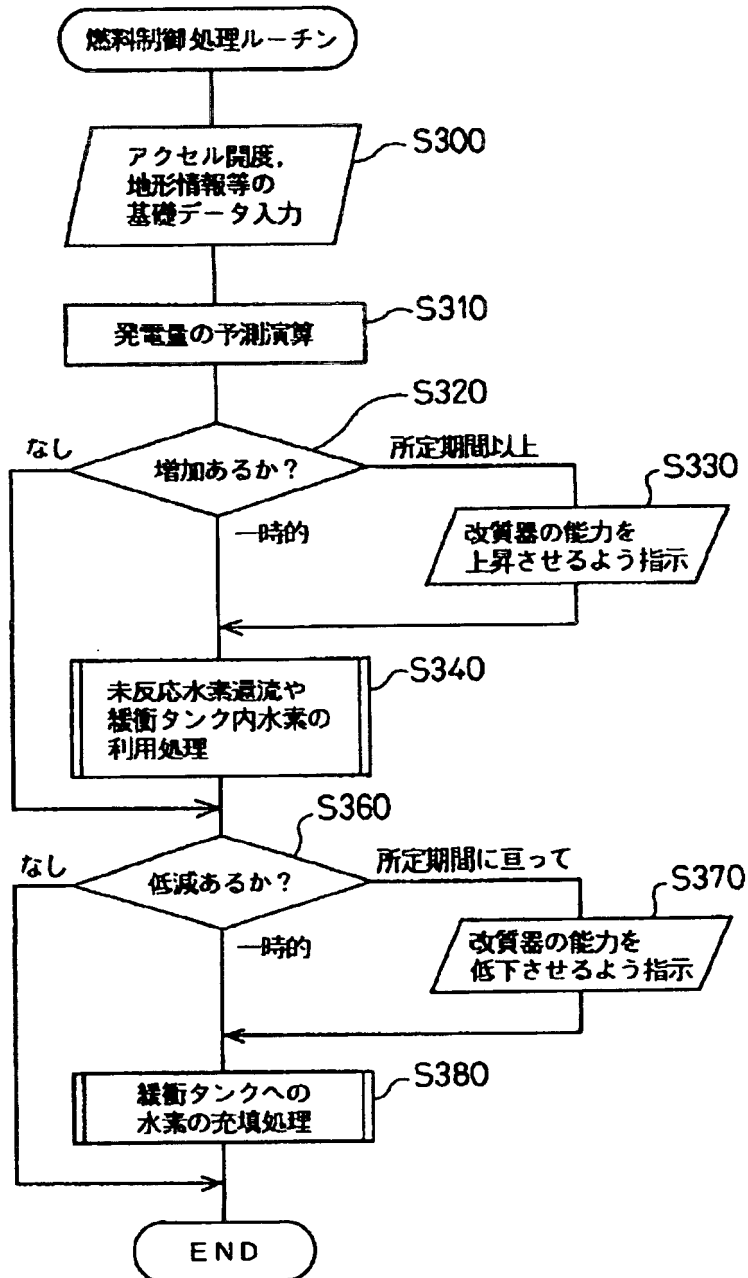 燃料制御処理ルーチン
S300
アクセル開度,
地形情報等の
基礎データ入力
S310
発電量の予測演算
S320
なし
増加あるか?
所定期間以上
S330
一時的
改質器の能力を
上昇させるよう指示
S340
未反応水素還流や
緩衝タンク内水素の
利用処理
S360
なし
低減あるか?
所定期間に亘って
S370
一時的
改質器の能力を
低下させるよう指示
S380
緩衝タンクへの
水素の充填処理
END